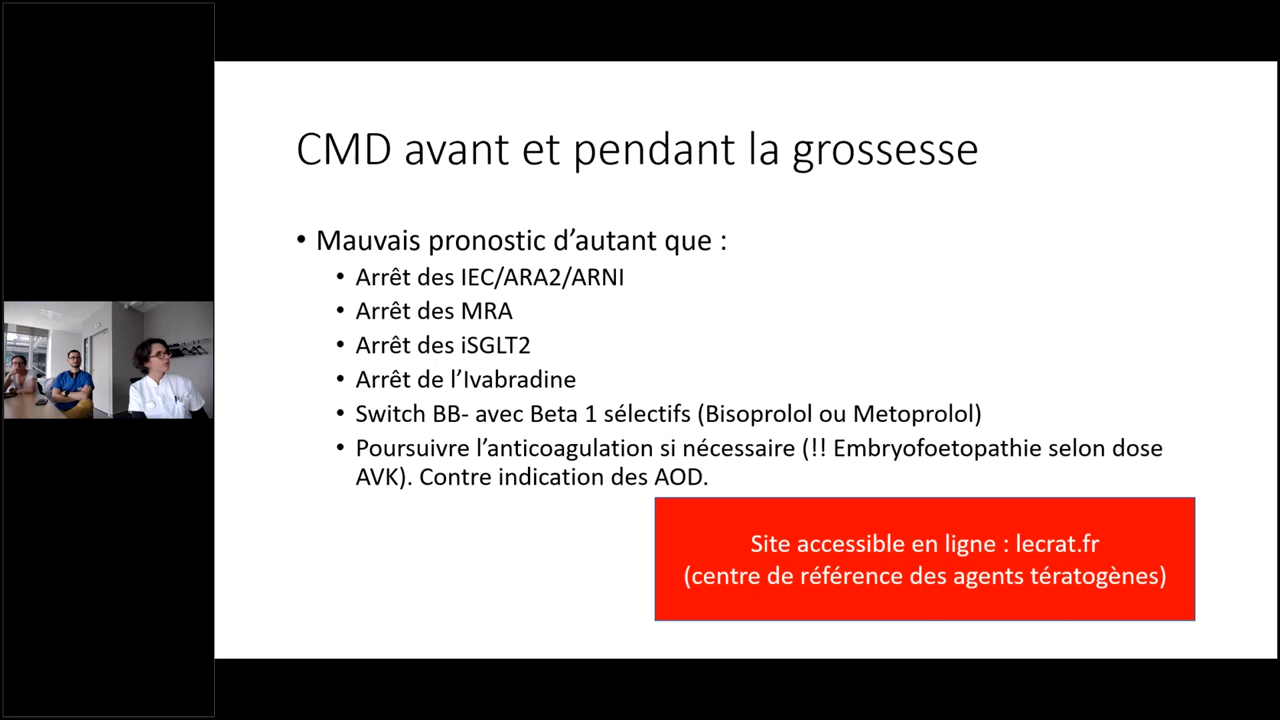 CMD avant et pendant la grossesse
• Mauvais pronostic d’autant que :
• Arrêt des IEC/ARA2/ARNI
• Arrêt des MRA
• Arrêt des iSGLT2
• Arrêt de l’Ivabradine
• Switch BB- avec Beta 1 sélectifs (Bisoprolol ou Metoprolol)
• Poursuivre l’anticoagulation si nécessaire (!! Embryofoetopathie selon dose
AVK). Contre indication des AOD.
Site accessible en ligne : lecrat.fr
(centre de référence des agents tératogènes)